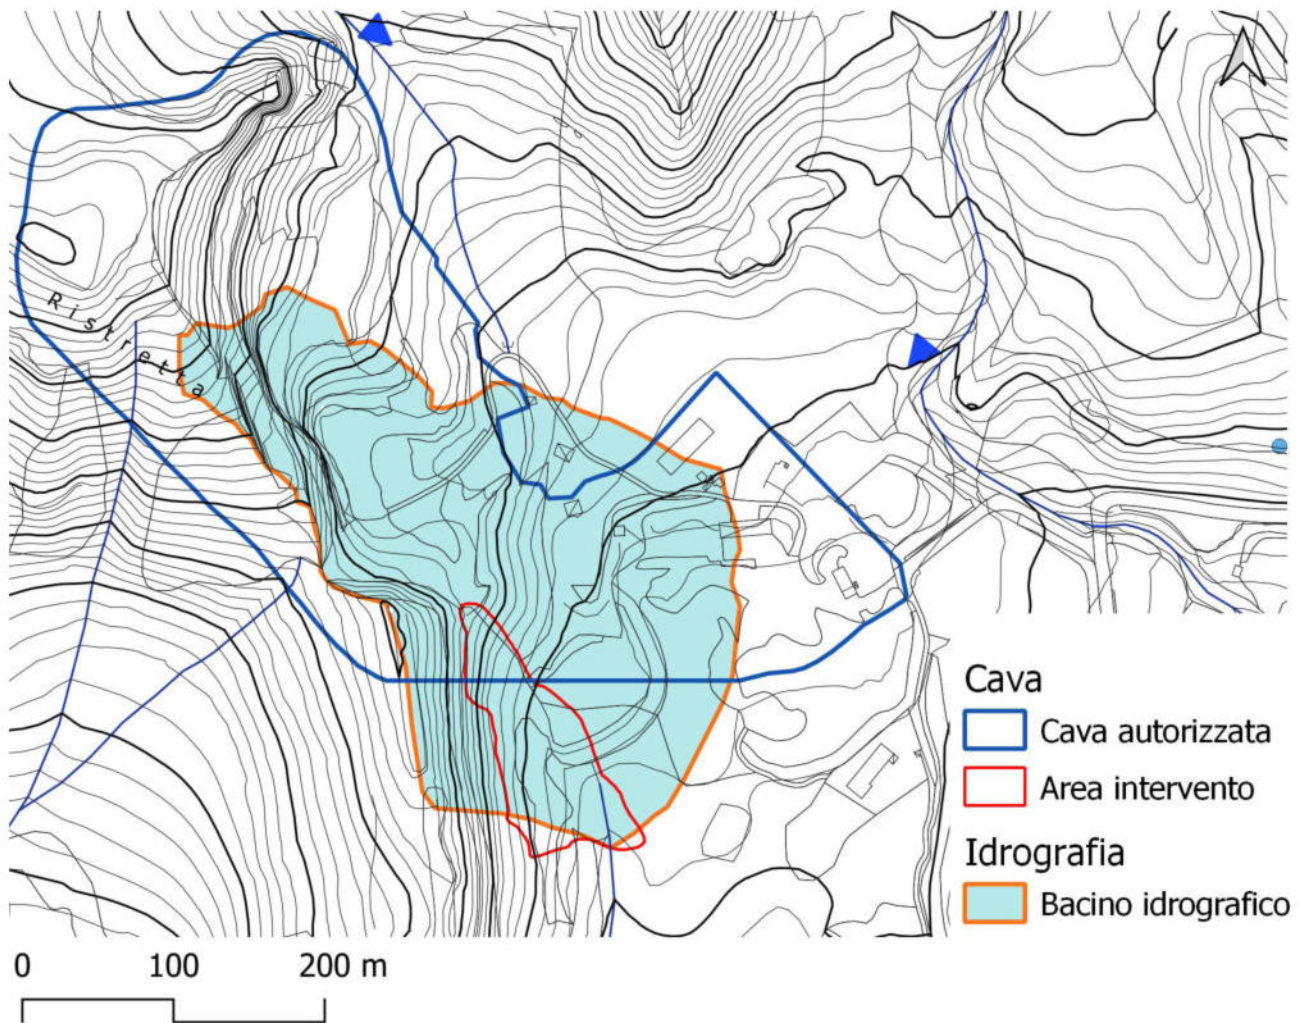 Ristretta
Cava
Cava autorizzata
Area intervento
Idrografia
Bacino idrografico
0 100 200 m